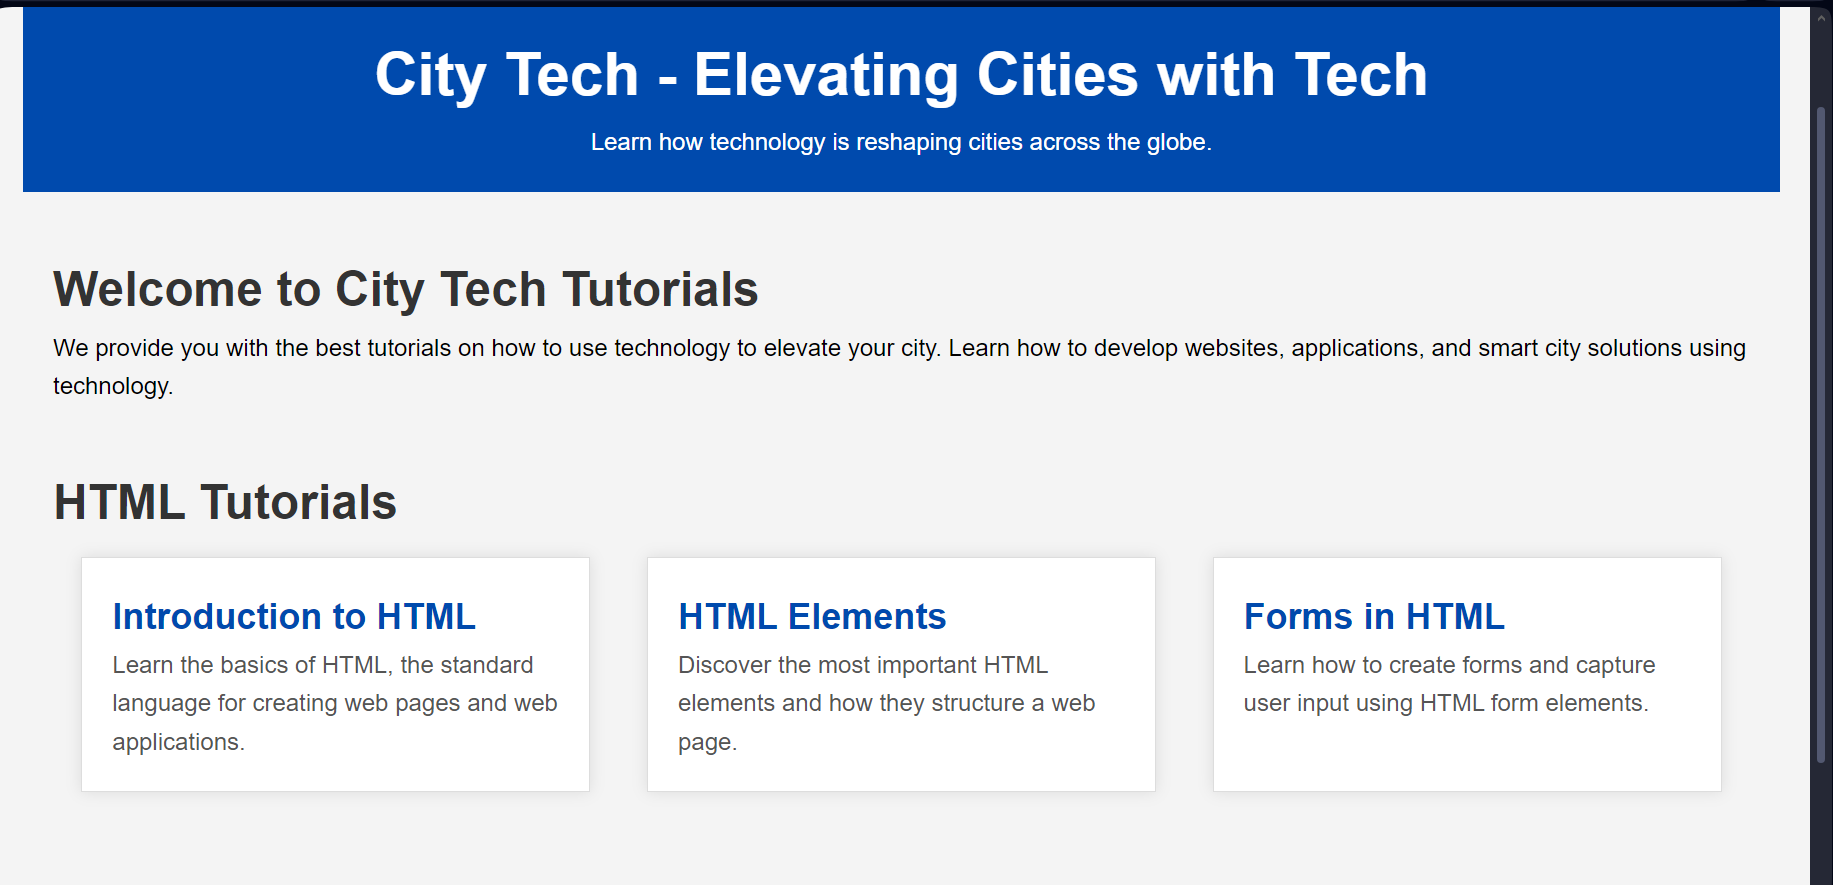 City Tech - Elevating Cities with Tech
Learn how technology is reshaping cities across the globe.
Welcome to City Tech Tutorials
We provide you with the best tutorials on how to use technology to elevate your city. Learn how to develop websites, applications, and smart city solutions using
technology.
HTML Tutorials
Introduction to HTML
Learn the basics of HTML, the standard
language for creating web pages and web
applications.
HTML Elements
Discover the most important HTML
elements and how they structure a web
page.
Forms in HTML
Learn how to create forms and capture
user input using HTML form elements.